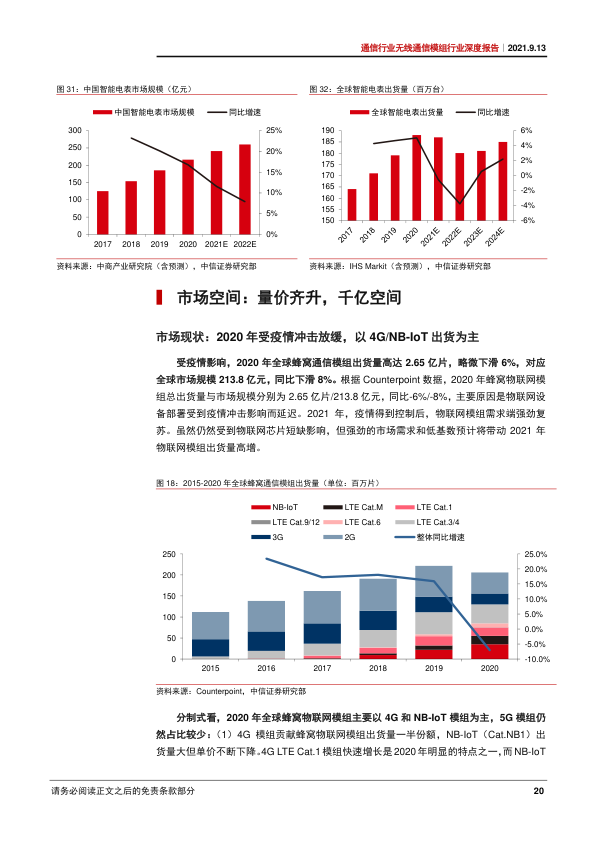 通信行业无线通信模组行业深度报告｜2021.9.13
图 31：中国智能电表市场规模（亿元）
中国智能电表市场规模 同比增速
300
250
200
150
100
50
0
25%
20%
15%
10%
5%
0%
2017 2018 2019 2020 2021E 2022E
资料来源：中商产业研究院（含预测），中信证券研究部
图 32：全球智能电表出货量（百万台）
全球智能电表出货量 同比增速
190
185
180
175
170
165
160
155
150
6%
4%
2%
0%
-2%
-4%
-6%
2017 2018 2019 2020 2021E 2022E 2023E 2024E
资料来源：IHS Markit（含预测），中信证券研究部
市场空间：量价齐升，千亿空间
市场现状：2020 年受疫情冲击放缓，以 4G/NB-IoT 出货为主
受疫情影响，2020 年全球蜂窝通信模组出货量高达 2.65 亿片，略微下滑 6%，对应
全球市场规模 213.8 亿元，同比下滑 8%。根据 Counterpoint 数据，2020 年蜂窝物联网模
组总出货量与市场规模分别为 2.65 亿片/213.8 亿元，同比-6%/-8%，主要原因是物联网设
备部署受到疫情冲击影响而延迟。2021 年，疫情得到控制后，物联网模组需求端强劲复
苏。虽然仍然受到物联网芯片短缺影响，但强劲的市场需求和低基数预计将带动 2021 年
物联网模组出货量高增。
图 18：2015-2020 年全球蜂窝通信模组出货量（单位：百万片）
NB-IoT LTE Cat.M LTE Cat.1
LTE Cat.9/12 LTE Cat.6 LTE Cat.3/4
3G 2G 整体同比增速
250
200
150
100
50
0
25.0%
20.0%
15.0%
10.0%
5.0%
0.0%
-5.0%
-10.0%
2015 2016 2017 2018 2019 2020
资料来源：Counterpoint，中信证券研究部
分制式看，2020 年全球蜂窝物联网模组主要以 4G 和 NB-IoT 模组为主，5G 模组仍
然占比较少：（1）4G 模组贡献蜂窝物联网模组出货量一半份额，NB-IoT（Cat.NB1）出
货量大但单价不断下降。4G LTE Cat.1 模组快速增长是 2020 年明显的特点之一，而 NB-IoT
请务必阅读正文之后的免责条款部分
20